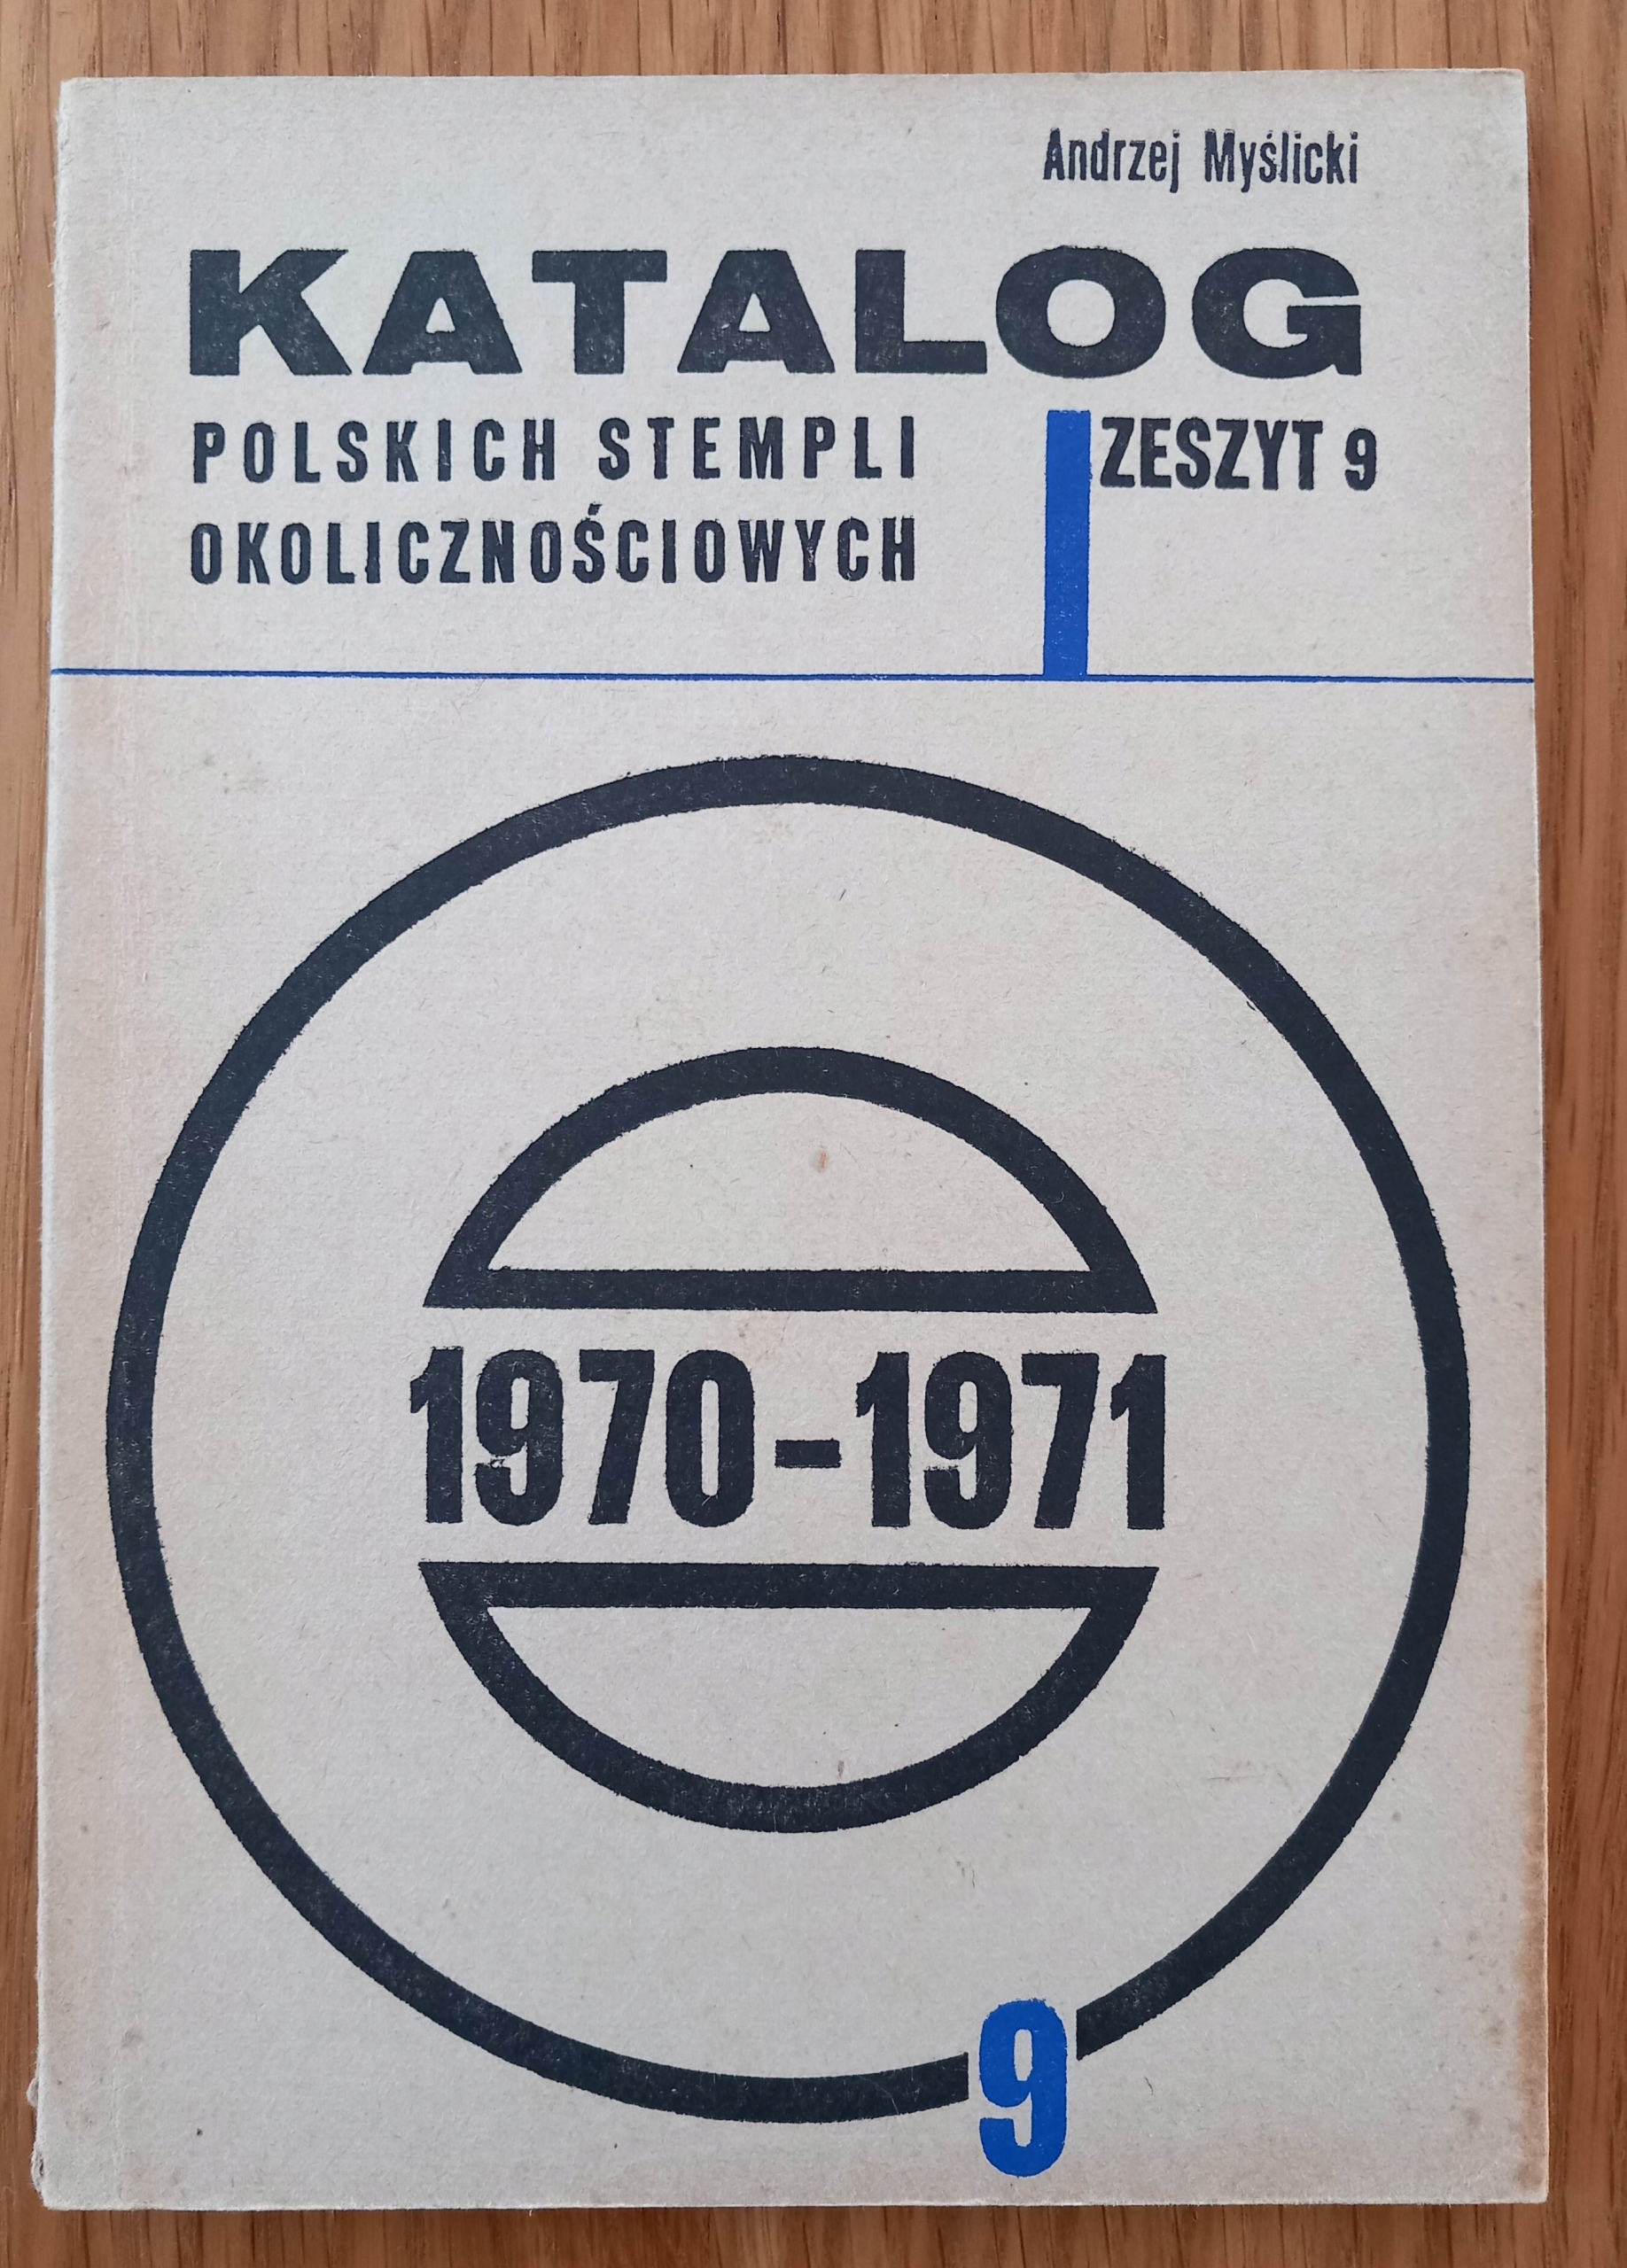 Andrzej Myślicki
KATALOG
POLSKICH STEMPLI
OKOLICZNOŚCIOWYCH
ZESZYT 9
1970-1971
9